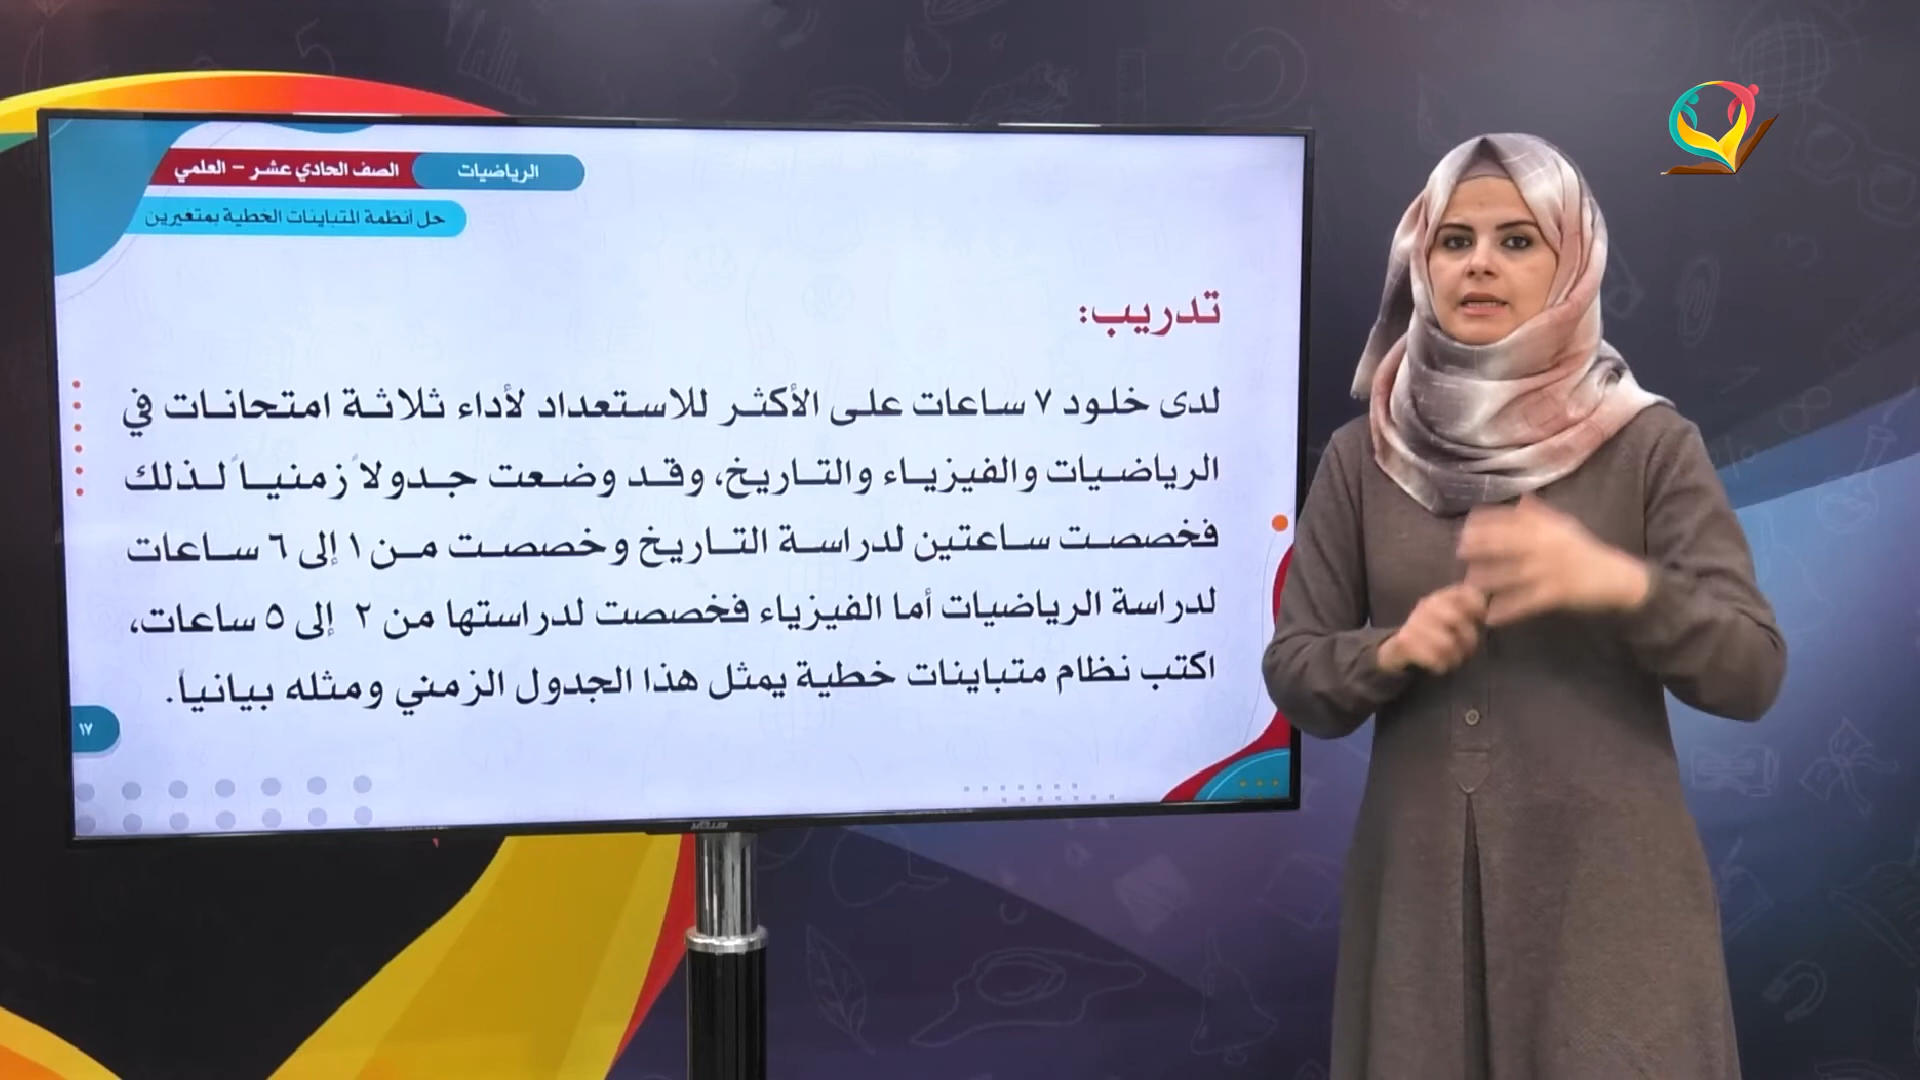 الرياضيات
الصف الحادي عشر - العلمي
حل أنظمة المتباينات الخطية بمتغيرين
تدريب:
لدى خلود ٧ ساعات على الأكثر للاستعداد لأداء ثلاثة امتحانات في
الرياضيات والفيزياء والتاريخ، وقد وضعت جدولاً زمنياً لذلك
فخصصت ساعتين لدراسة التاريخ وخصصت من ١ إلى ٦ ساعات
لدراسة الرياضيات أما الفيزياء فخصصت لدراستها من ٢ إلى ٥ ساعات،
اكتب نظام متباينات خطية يمثل هذا الجدول الزمني ومثله بيانياً.
١٧